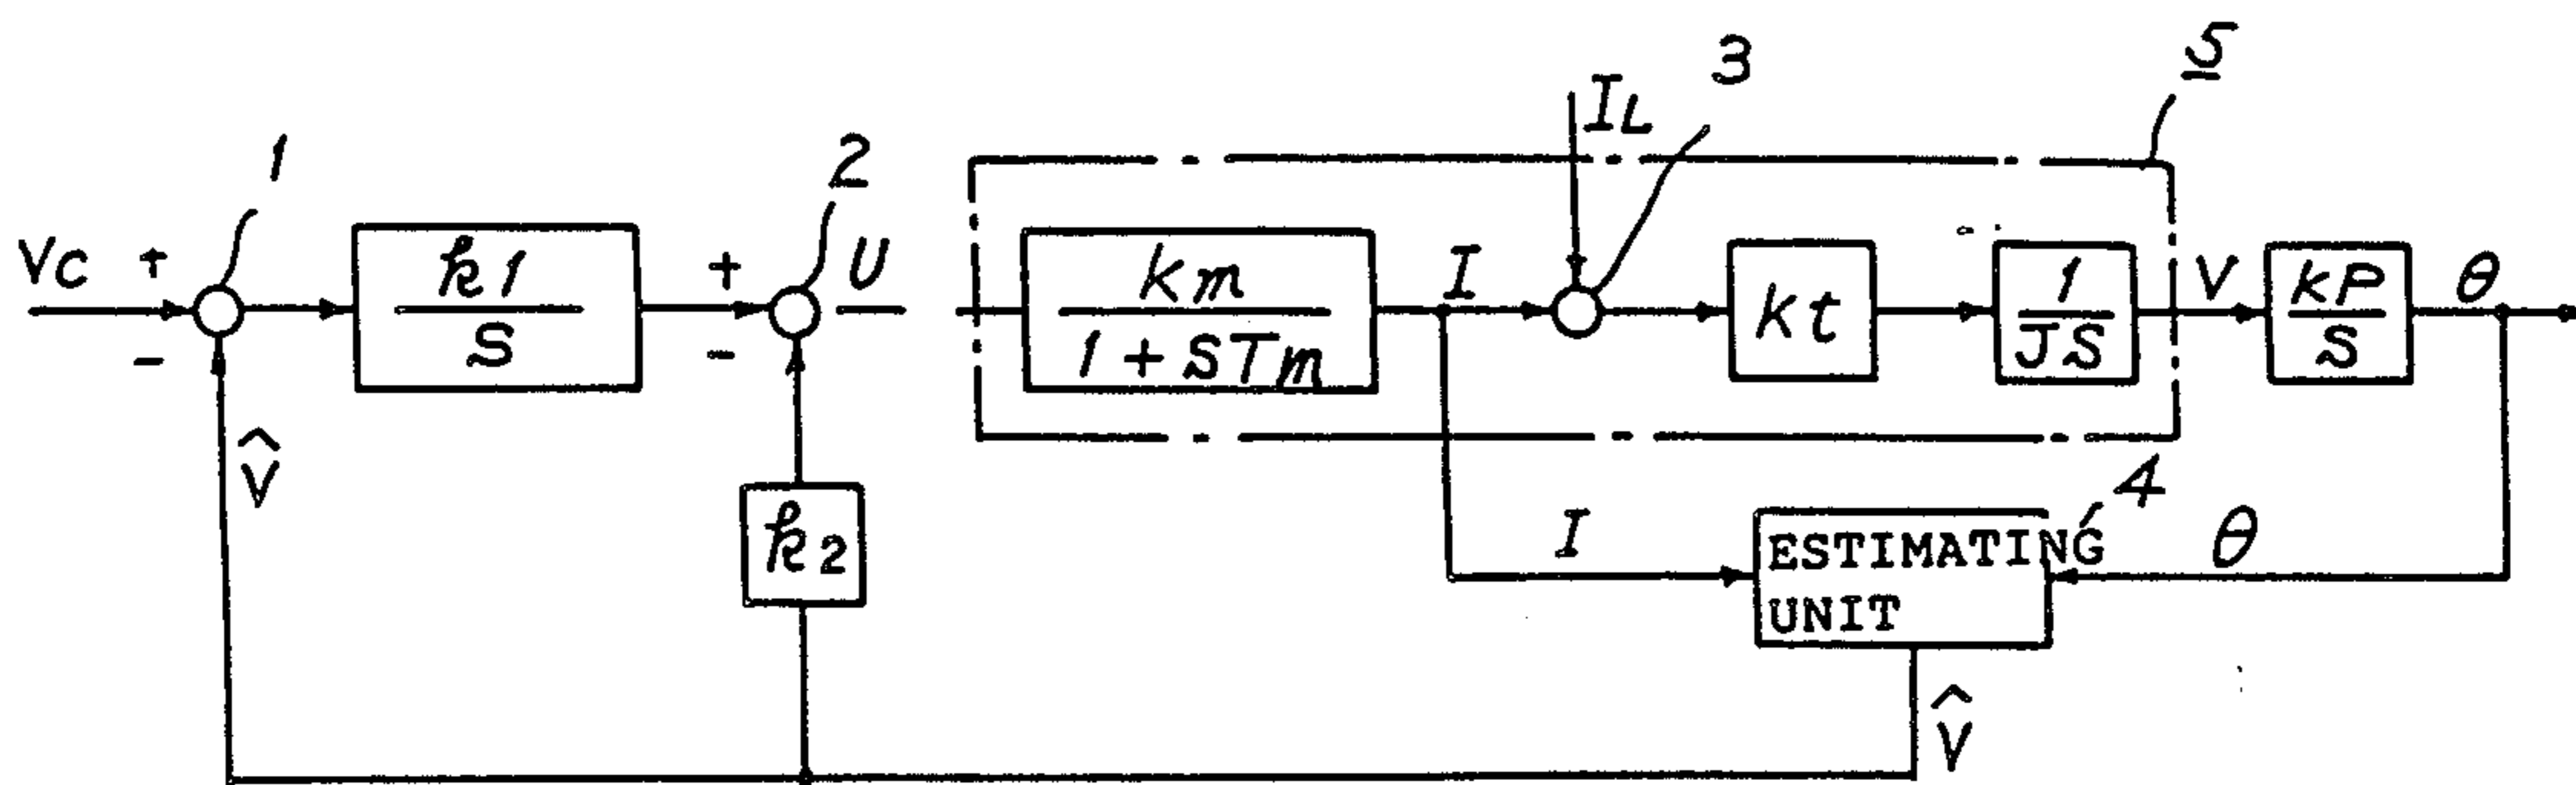 5
3
IL
1
2
Vc + - k1 / S + - U km / 1 + STm I kt 1 / JS V kP / S θ
V̂
k2
I
4
ESTIMATING
UNIT
θ
V̂